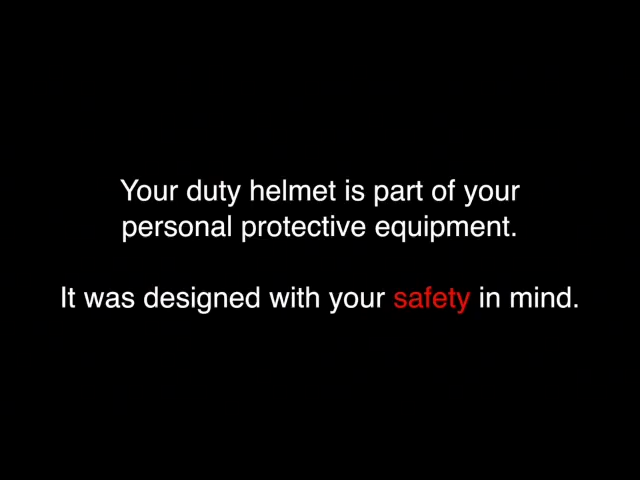 Your duty helmet is part of your
personal protective equipment.
It was designed with your safety in mind.